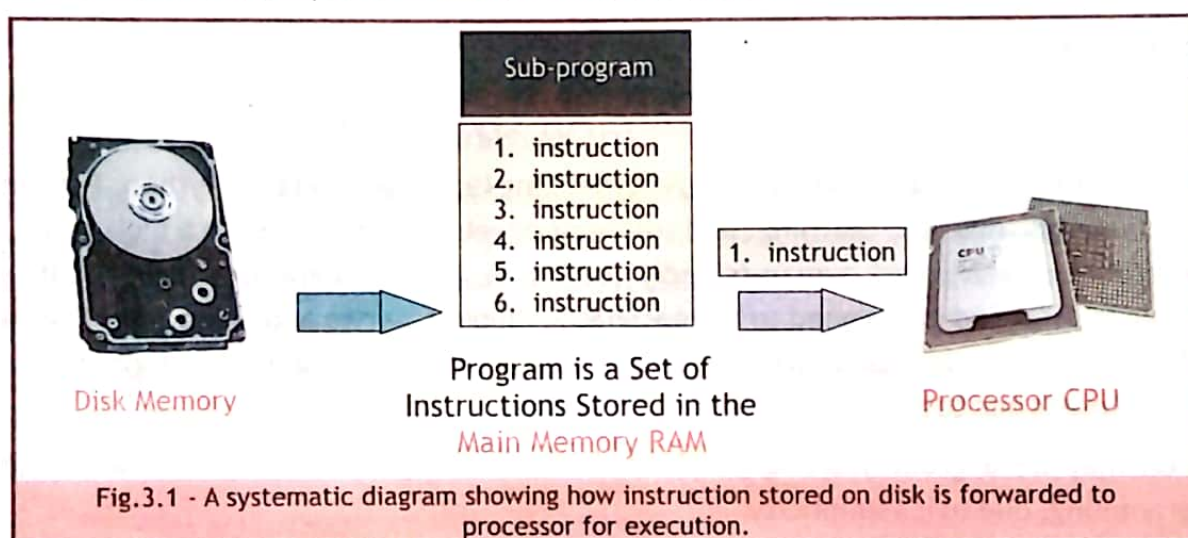 Sub-program
1. instruction
2. instruction
3. instruction
4. instruction
5. instruction
6. instruction
1. instruction
CPU
Disk Memory
Program is a Set of
Instructions Stored in the
Main Memory RAM
Processor CPU
Fig.3.1 - A systematic diagram showing how instruction stored on disk is forwarded to
processor for execution.